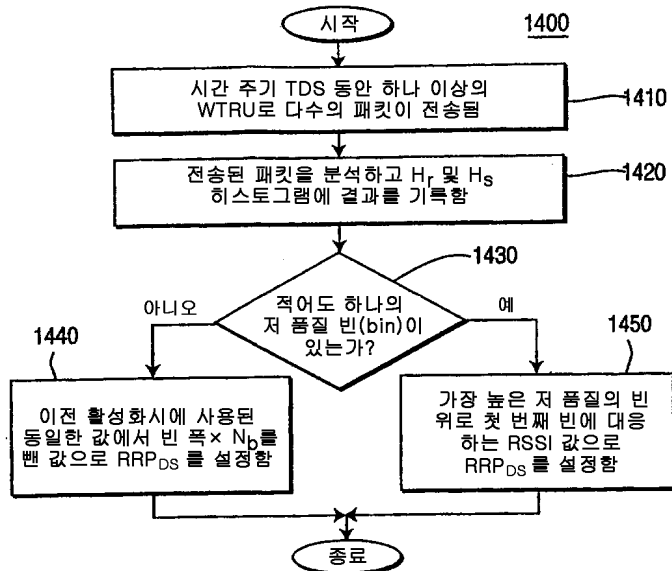 시작
1400
시간 주기 TDS 동안 하나 이상의
WTRU로 다수의 패킷이 전송됨
1410
전송된 패킷을 분석하고 Hr 및 Hs
히스토그램에 결과를 기록함
1420
1430
적어도 하나의
저 품질 빈(bin)이
있는가?
아니오
예
1440
이전 활성화시에 사용된
동일한 값에서 빈 폭× Nb를
뺀 값으로 RRPDS 를 설정함
1450
가장 높은 저 품질의 빈
위로 첫 번째 빈에 대응
하는 RSSI 값으로
RRPDS 를 설정함
종료